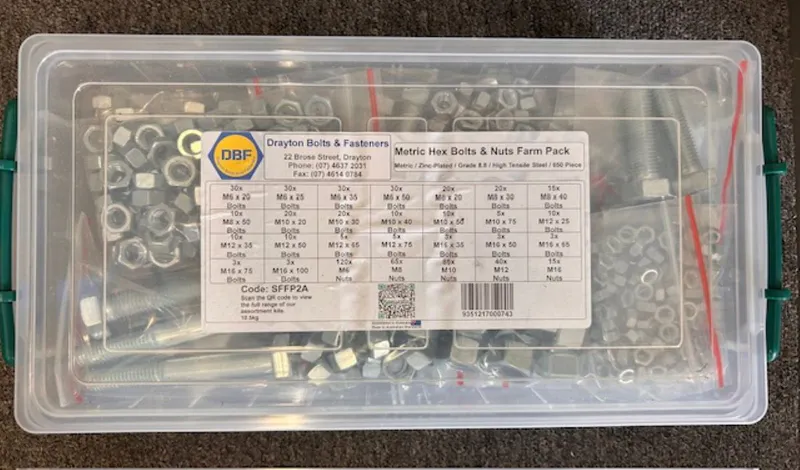 DBF
Drayton Bolts & Fasteners
22 Brose Street, Drayton
Phone: (07) 4637 2031
Fax: (07) 4614 0784
Metric Hex Bolts & Nuts Farm Pack
Metric / Zinc-Plated / Grade 8.8 / High Tensile Steel / 650 Piece
30x 30x 30x 30x 20x 20x 15x
M6 x 20 M6 x 25 M6 x 35 M6 x 50 M8 x 20 M8 x 30 M8 x 40
Bolts Bolts Bolts Bolts Bolts Bolts Bolts
10x 20x 20x 10x 10x 5x 10x
M8 x 50 M10 x 20 M10 x 30 M10 x 40 M10 x 50 M10 x 75 M12 x 25
Bolts Bolts Bolts Bolts Bolts Bolts Bolts
10x 10x 5x 5x 3x 3x 3x
M12 x 35 M12 x 50 M12 x 65 M12 x 75 M16 x 35 M16 x 50 M16 x 65
Bolts Bolts Bolts Bolts Bolts Bolts Bolts
3x 3x 120x 65x 85x 40x 15x
M16 x 75 M16 x 100 M6 M8 M10 M12 M16
Bolts Bolts Nuts Nuts Nuts Nuts Nuts
Code: SFFP2A
Scan the QR code to view
the full range of our
assortment kits.
9351217000743